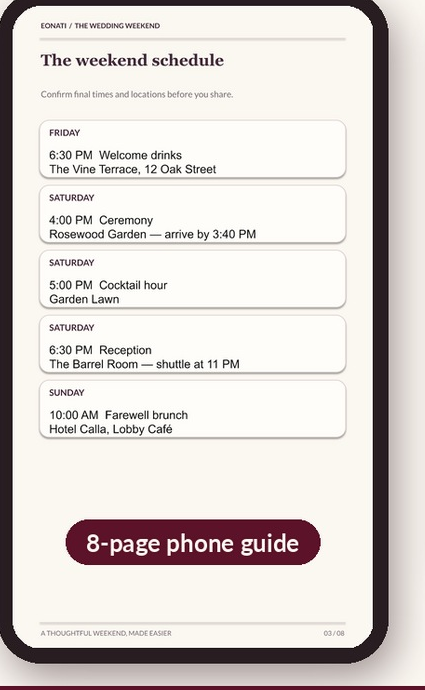 EONATI / THE WEDDING WEEKEND
The weekend schedule
Confirm final times and locations before you share.
FRIDAY
6:30 PM  Welcome drinks
The Vine Terrace, 12 Oak Street
SATURDAY
4:00 PM  Ceremony
Rosewood Garden — arrive by 3:40 PM
SATURDAY
5:00 PM  Cocktail hour
Garden Lawn
SATURDAY
6:30 PM  Reception
The Barrel Room — shuttle at 11 PM
SUNDAY
10:00 AM  Farewell brunch
Hotel Calla, Lobby Café
8-page phone guide
A THOUGHTFUL WEEKEND, MADE EASIER
03 / 08